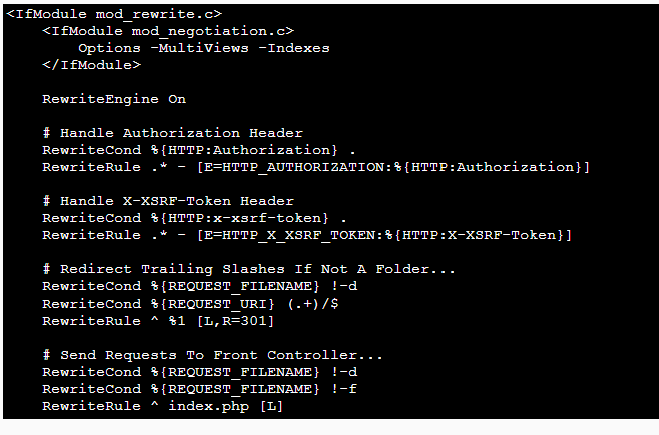 <IfModule mod_rewrite.c>
    <IfModule mod_negotiation.c>
        Options -MultiViews -Indexes
    </IfModule>

    RewriteEngine On

    # Handle Authorization Header
    RewriteCond %{HTTP:Authorization} .
    RewriteRule .* - [E=HTTP_AUTHORIZATION:%{HTTP:Authorization}]

    # Handle X-XSRF-Token Header
    RewriteCond %{HTTP:x-xsrf-token} .
    RewriteRule .* - [E=HTTP_X_XSRF_TOKEN:%{HTTP:X-XSRF-Token}]

    # Redirect Trailing Slashes If Not A Folder...
    RewriteCond %{REQUEST_FILENAME} !-d
    RewriteCond %{REQUEST_URI} (.+)/$
    RewriteRule ^ %1 [L,R=301]

    # Send Requests To Front Controller...
    RewriteCond %{REQUEST_FILENAME} !-d
    RewriteCond %{REQUEST_FILENAME} !-f
    RewriteRule ^ index.php [L]